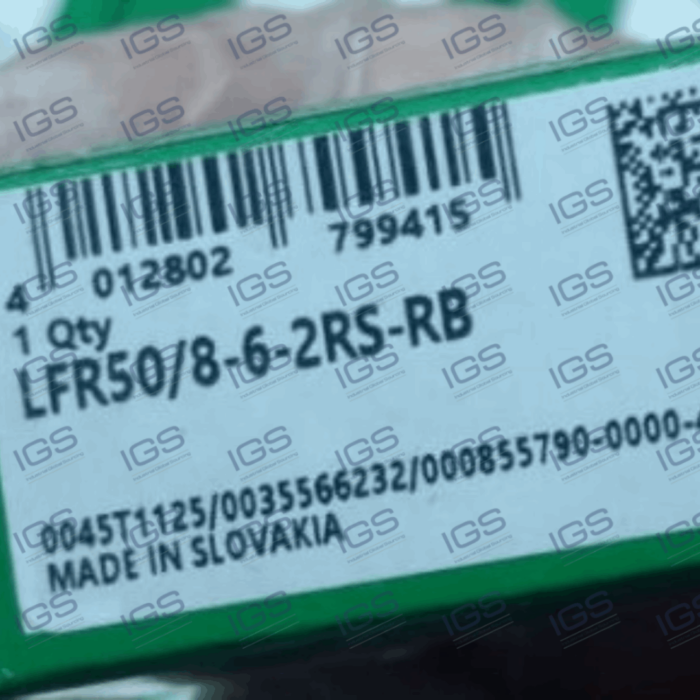 4 012802 799415
1 Qty
LFR50/8-6-2RS-RB
0045T1125/0035566232/000855790-0000-
MADE IN SLOVAKIA
IGS